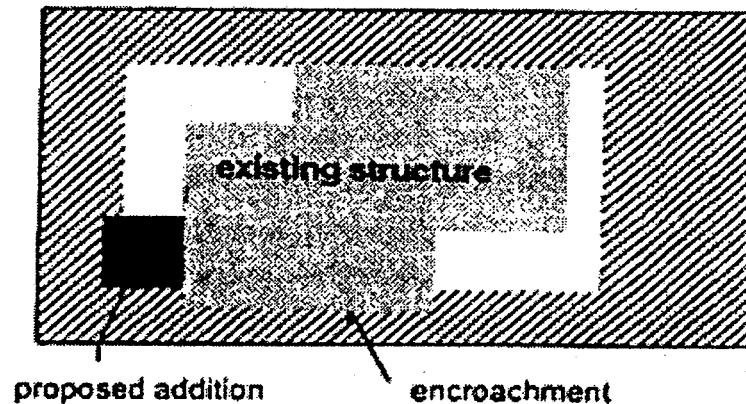 existing structure
proposed addition
encroachment